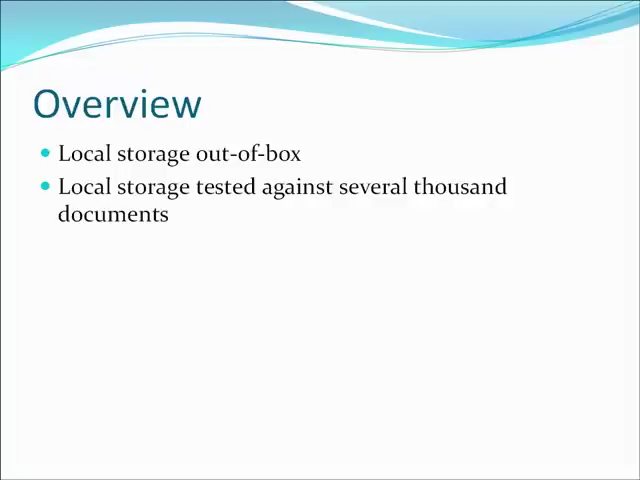 Overview
Local storage out-of-box
Local storage tested against several thousand
documents